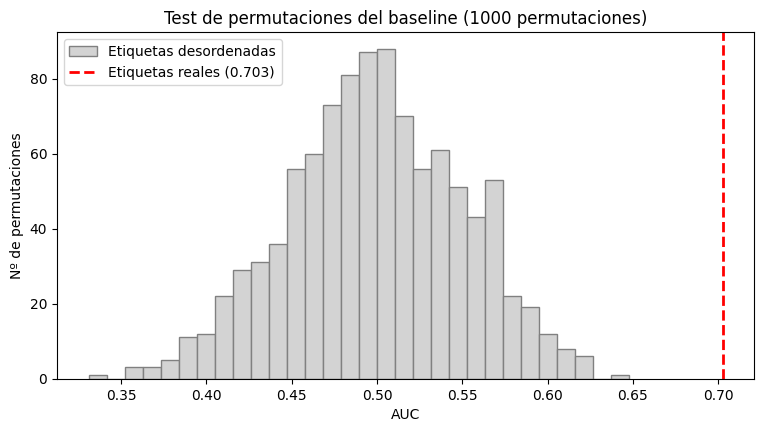 Test de permutaciones del baseline (1000 permutaciones)
Etiquetas desordenadas
Etiquetas reales (0.703)
Nº de permutaciones
80
60
40
20
0
0.35 0.40 0.45 0.50 0.55 0.60 0.65 0.70
AUC